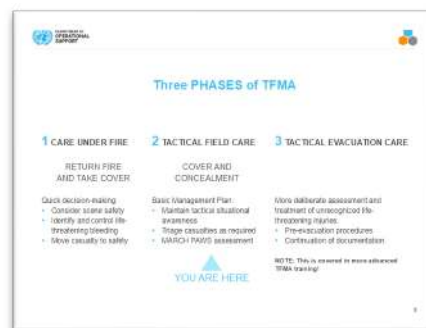 UNITED NATIONS
OPERATIONAL
SUPPORT
Three PHASES of TFMA
1 CARE UNDER FIRE
RETURN FIRE
AND TAKE COVER
Quick decision-making:
• Consider scene safety
• Identify and control life-
threatening bleeding
• Move casualty to safety
2 TACTICAL FIELD CARE
COVER AND
CONCEALMENT
Basic Management Plan:
• Maintain tactical situational
awareness
• Triage casualties as required
• MARCH PAWS assessment
YOU ARE HERE
3 TACTICAL EVACUATION CARE
More deliberate assessment and
treatment of unrecognized life-
threatening injuries:
• Pre-evacuation procedures
• Continuation of documentation
NOTE: This is covered in more advanced
TFMA training!